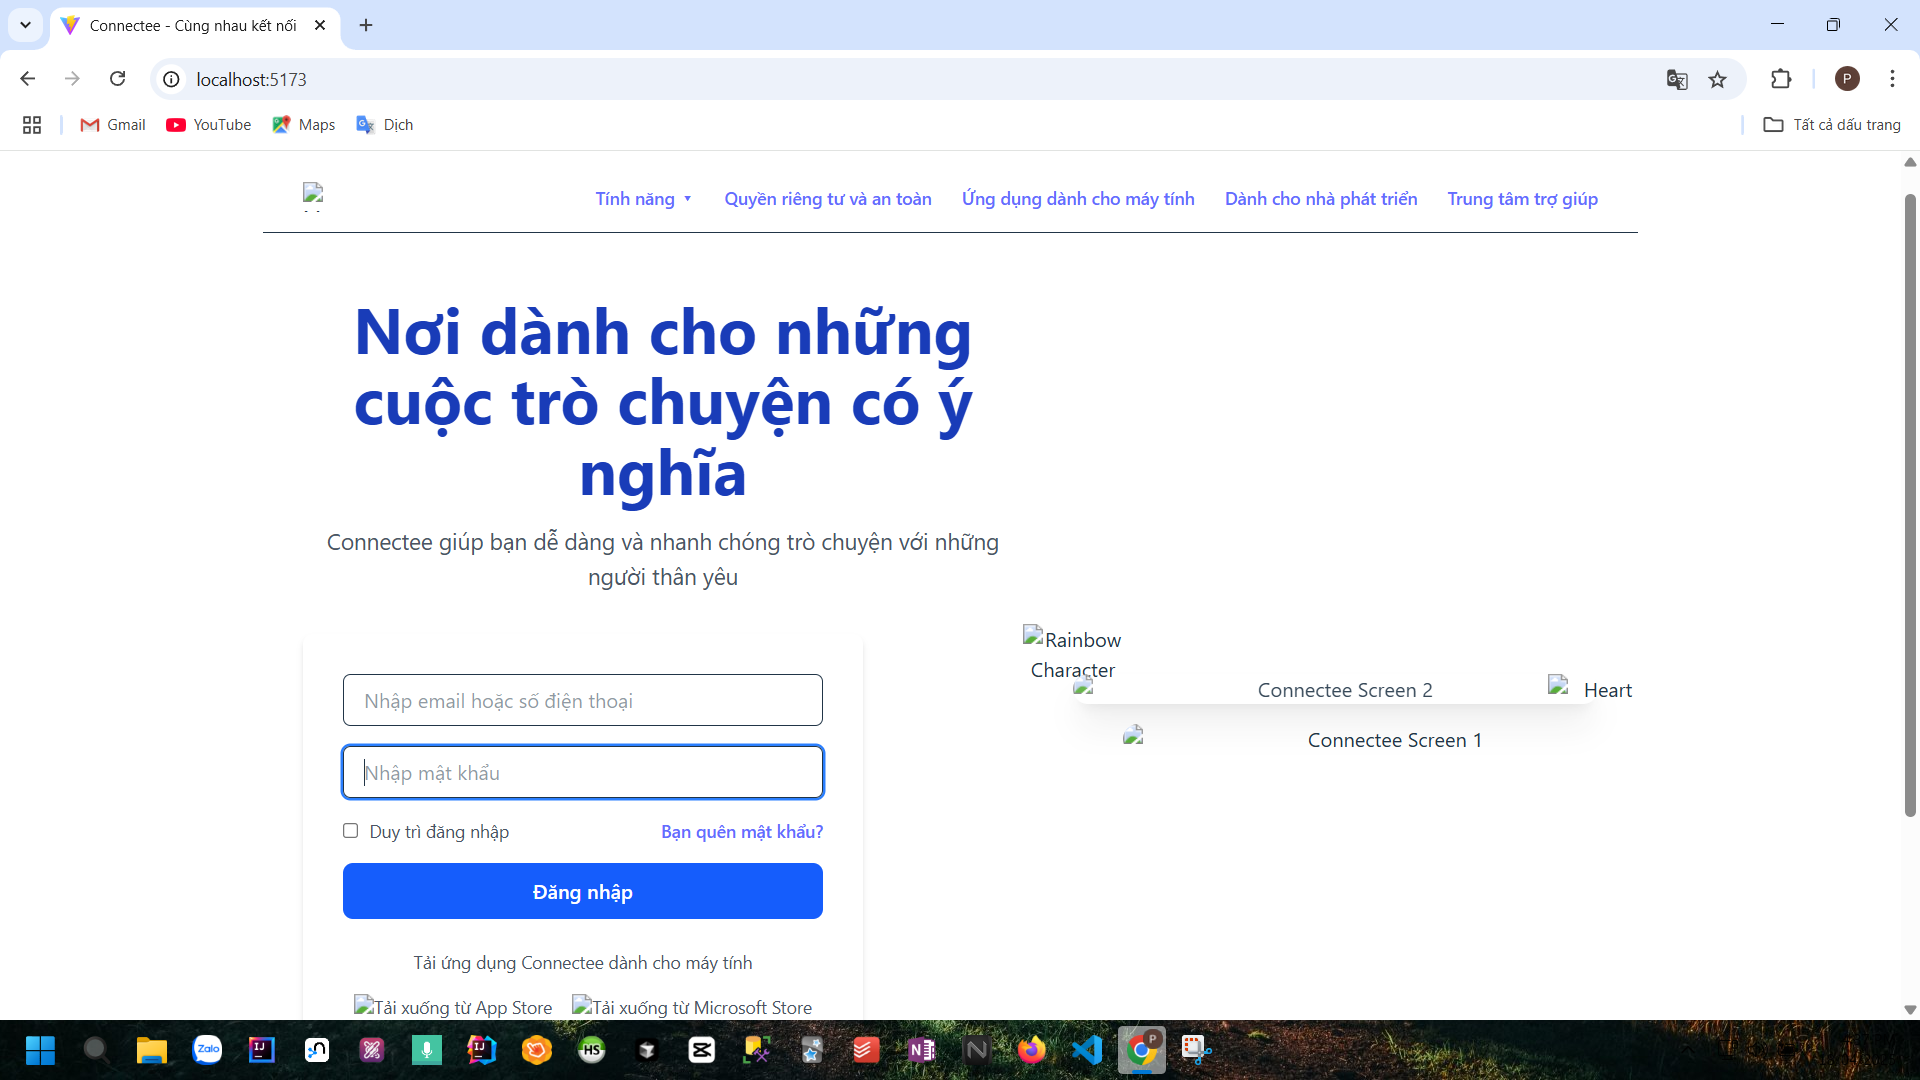 Connectee - Cùng nhau kết nối
localhost:5173
P
Gmail
YouTube
Maps
Dịch
Tất cả dấu trang
Tính năng
Quyền riêng tư và an toàn
Ứng dụng dành cho máy tính
Dành cho nhà phát triển
Trung tâm trợ giúp
Nơi dành cho những
cuộc trò chuyện có ý
nghĩa
Connectee giúp bạn dễ dàng và nhanh chóng trò chuyện với những
người thân yêu
Rainbow
Character
Connectee Screen 2
Heart
Connectee Screen 1
Nhập email hoặc số điện thoại
Nhập mật khẩu
Duy trì đăng nhập
Bạn quên mật khẩu?
Đăng nhập
Tải ứng dụng Connectee dành cho máy tính
Tải xuống từ App Store
Tải xuống từ Microsoft Store
Zalo
IJ
IJ
HS
N
N
P